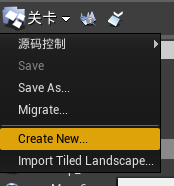 关卡
源码控制
Save
Save As...
Migrate...
Create New...
Import Tiled Landscape...